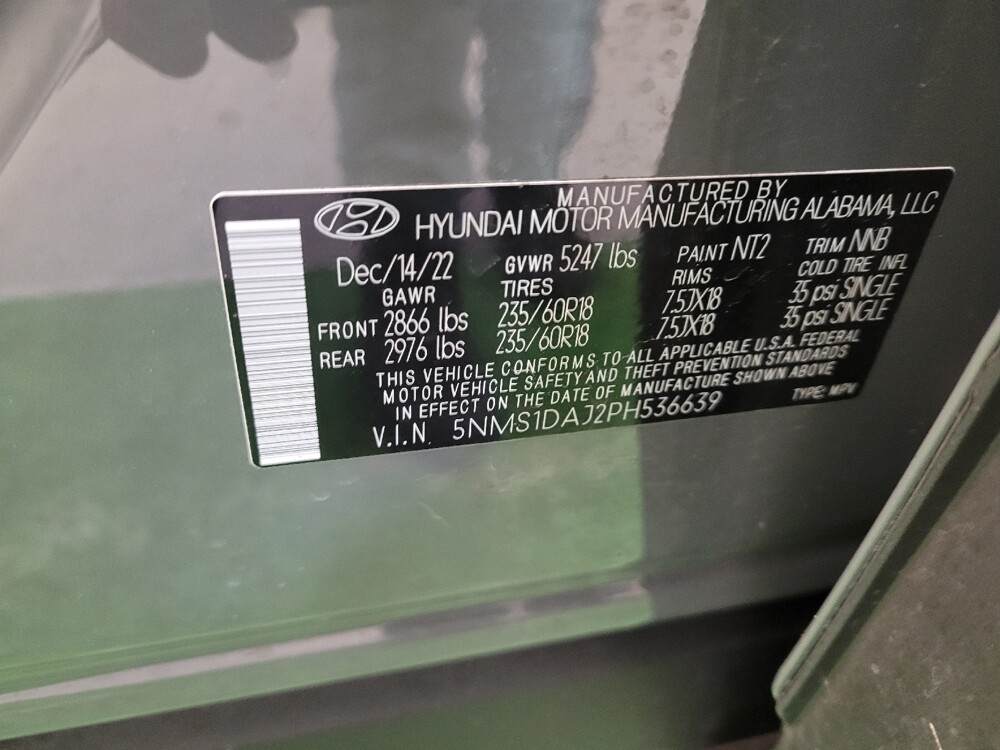 MANUFACTURED BY
HYUNDAI MOTOR MANUFACTURING ALABAMA, LLC
Dec/14/22 GVWR 5247 lbs PAINT NT2 TRIM NNB
GAWR TIRES RIMS COLD TIRE INFL
FRONT 2866 lbs 235/60R18 7.5JX18 35 psi SINGLE
REAR 2976 lbs 235/60R18 7.5JX18 35 psi SINGLE
THIS VEHICLE CONFORMS TO ALL APPLICABLE U.S.A. FEDERAL
MOTOR VEHICLE SAFETY AND THEFT PREVENTION STANDARDS
IN EFFECT ON THE DATE OF MANUFACTURE SHOWN ABOVE
V.I.N. 5NMS1DAJ2PH536639 TYPE: MPV